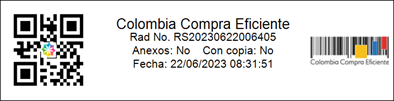 Colombia Compra Eficiente
Rad No. RS20230622006405
Anexos: No Con copia: No
Fecha: 22/06/2023 08:31:51
Colombia Compra Eficiente